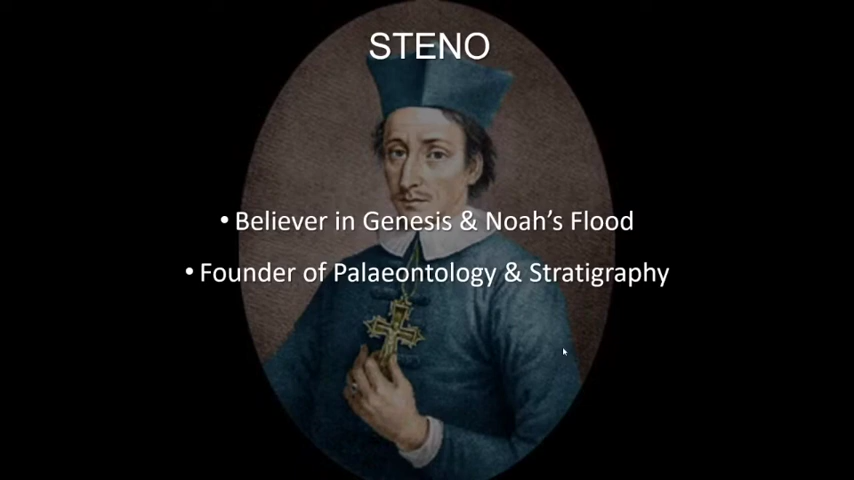 STENO
• Believer in Genesis & Noah's Flood
• Founder of Palaeontology & Stratigraphy